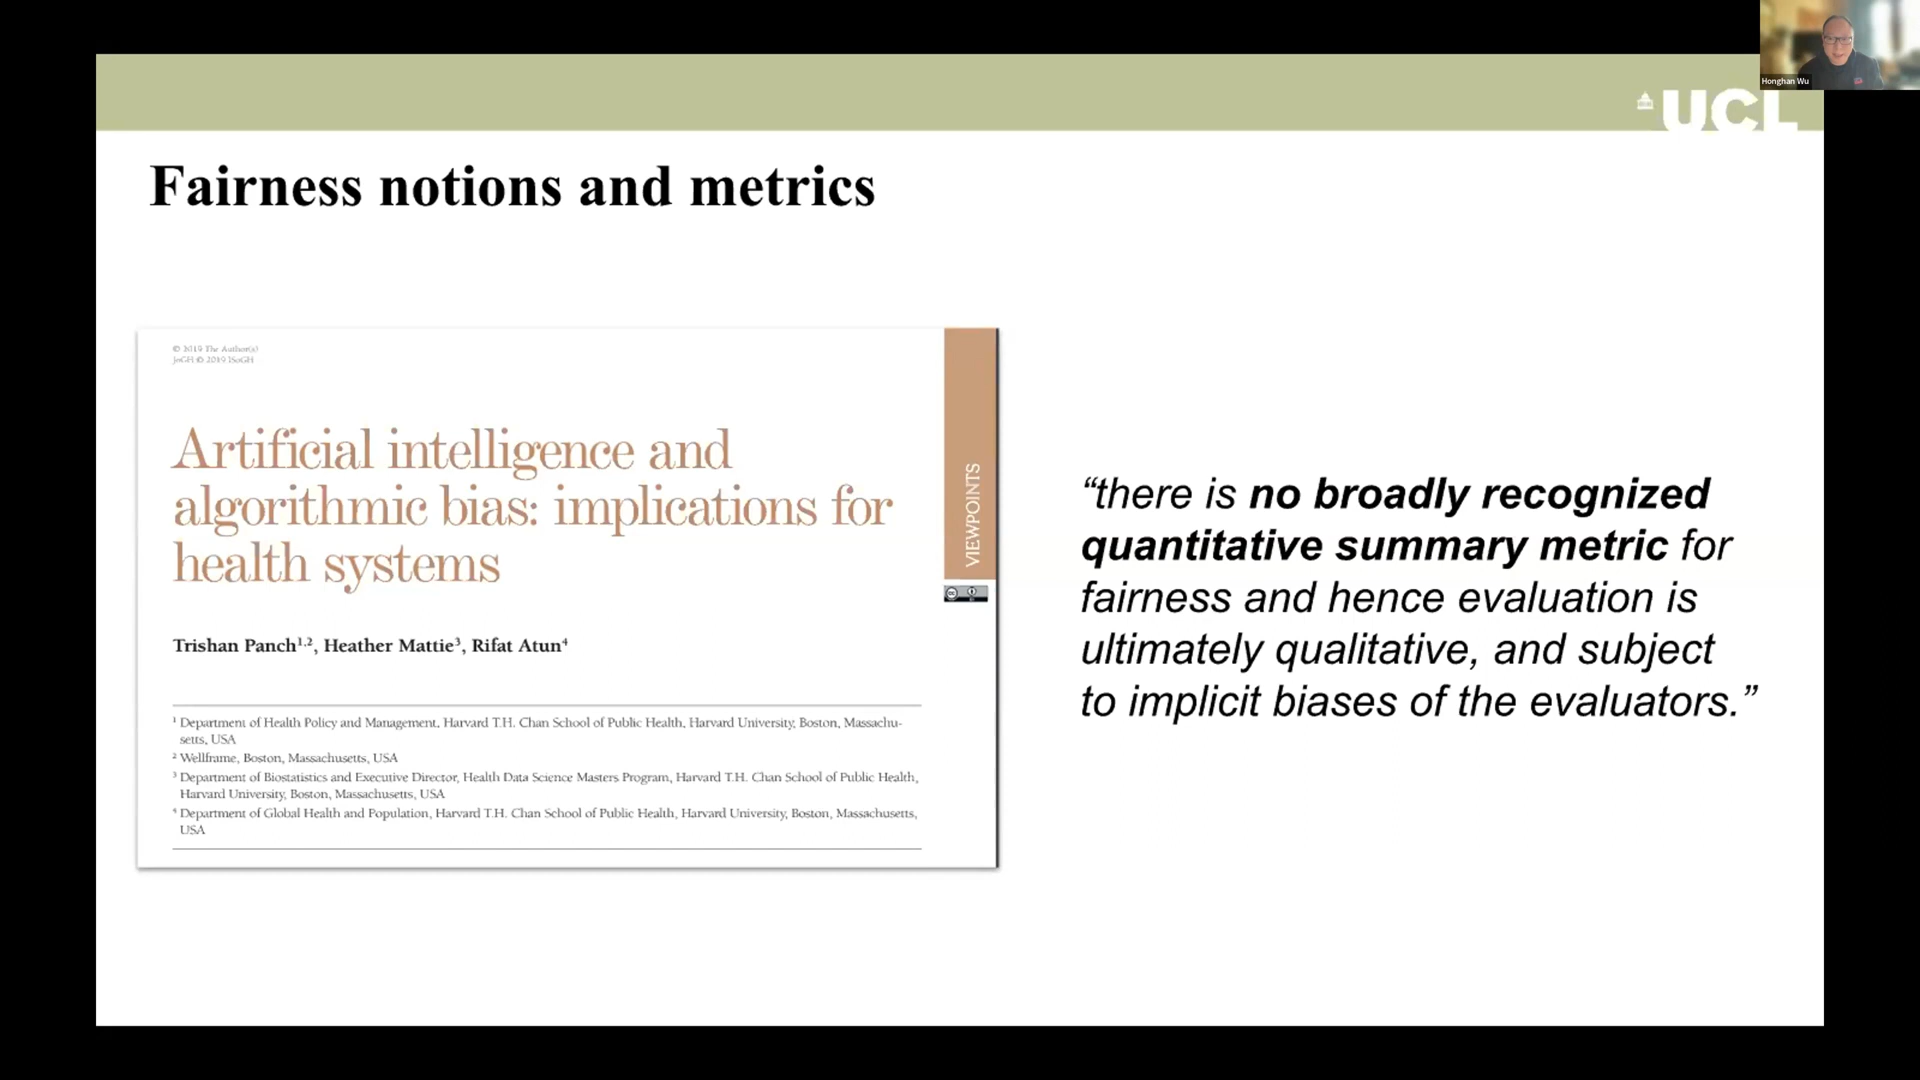 Honghan Wu
UCL
Fairness notions and metrics
© 2019 The Author(s)
JoGH © 2019 ISoGH
Artificial intelligence and
algorithmic bias: implications for
health systems
VIEWPOINTS
Trishan Panch1,2, Heather Mattie3, Rifat Atun4
1 Department of Health Policy and Management, Harvard T.H. Chan School of Public Health, Harvard University, Boston, Massachu-
setts, USA
2 Wellframe, Boston, Massachusetts, USA
3 Department of Biostatistics and Executive Director, Health Data Science Masters Program, Harvard T.H. Chan School of Public Health,
Harvard University, Boston, Massachusetts, USA
4 Department of Global Health and Population, Harvard T.H. Chan School of Public Health, Harvard University, Boston, Massachusetts,
USA
“there is no broadly recognized
quantitative summary metric for
fairness and hence evaluation is
ultimately qualitative, and subject
to implicit biases of the evaluators.”